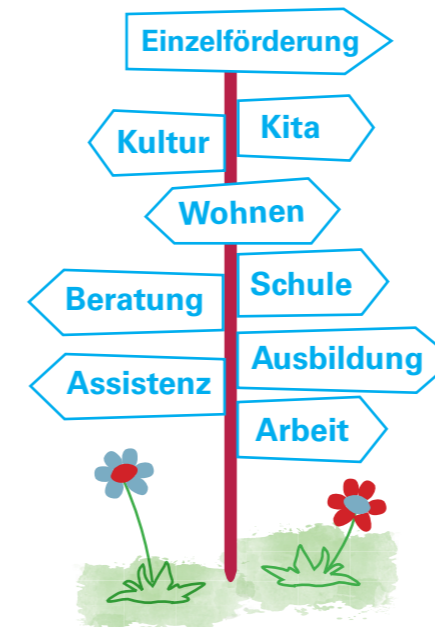 Einzelförderung
Kultur
Kita
Wohnen
Beratung
Schule
Assistenz
Ausbildung
Arbeit